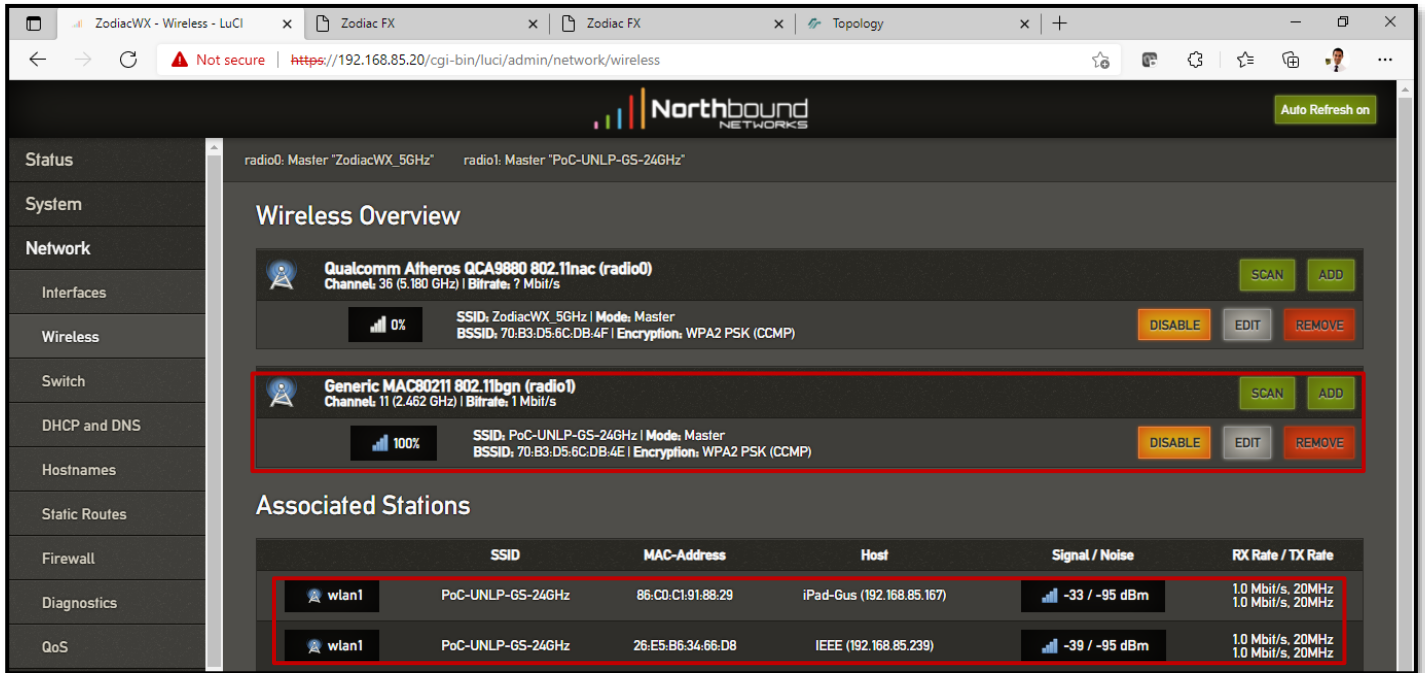 ZodiacWX - Wireless - LuCI
Zodiac FX
Zodiac FX
Topology
Not secure | https://192.168.85.20/cgi-bin/luci/admin/network/wireless
Northbound
NETWORKS
Auto Refresh on
Status
System
Network
Interfaces
Wireless
Switch
DHCP and DNS
Hostnames
Static Routes
Firewall
Diagnostics
QoS
radio0: Master "ZodiacWX_5GHz" radio1: Master "PoC-UNLP-GS-24GHz"
Wireless Overview
Qualcomm Atheros QCA9880 802.11nac (radio0)
Channel: 36 (5.180 GHz) | Bitrate: ? Mbit/s
SCAN ADD
0%
SSID: ZodiacWX_5GHz | Mode: Master
BSSID: 70:B3:D5:6C:DB:4F | Encryption: WPA2 PSK (CCMP)
DISABLE EDIT REMOVE
Generic MAC80211 802.11bgn (radio1)
Channel: 11 (2.462 GHz) | Bitrate: 1 Mbit/s
SCAN ADD
100%
SSID: PoC-UNLP-GS-24GHz | Mode: Master
BSSID: 70:B3:D5:6C:DB:4E | Encryption: WPA2 PSK (CCMP)
DISABLE EDIT REMOVE
Associated Stations
SSID MAC-Address Host Signal / Noise RX Rate / TX Rate
wlan1 PoC-UNLP-GS-24GHz 86:C0:C1:91:88:29 iPad-Gus (192.168.85.167) -33 / -95 dBm 1.0 Mbit/s, 20MHz
1.0 Mbit/s, 20MHz
wlan1 PoC-UNLP-GS-24GHz 26:E5:B6:34:66:D8 IEEE (192.168.85.239) -39 / -95 dBm 1.0 Mbit/s, 20MHz
1.0 Mbit/s, 20MHz